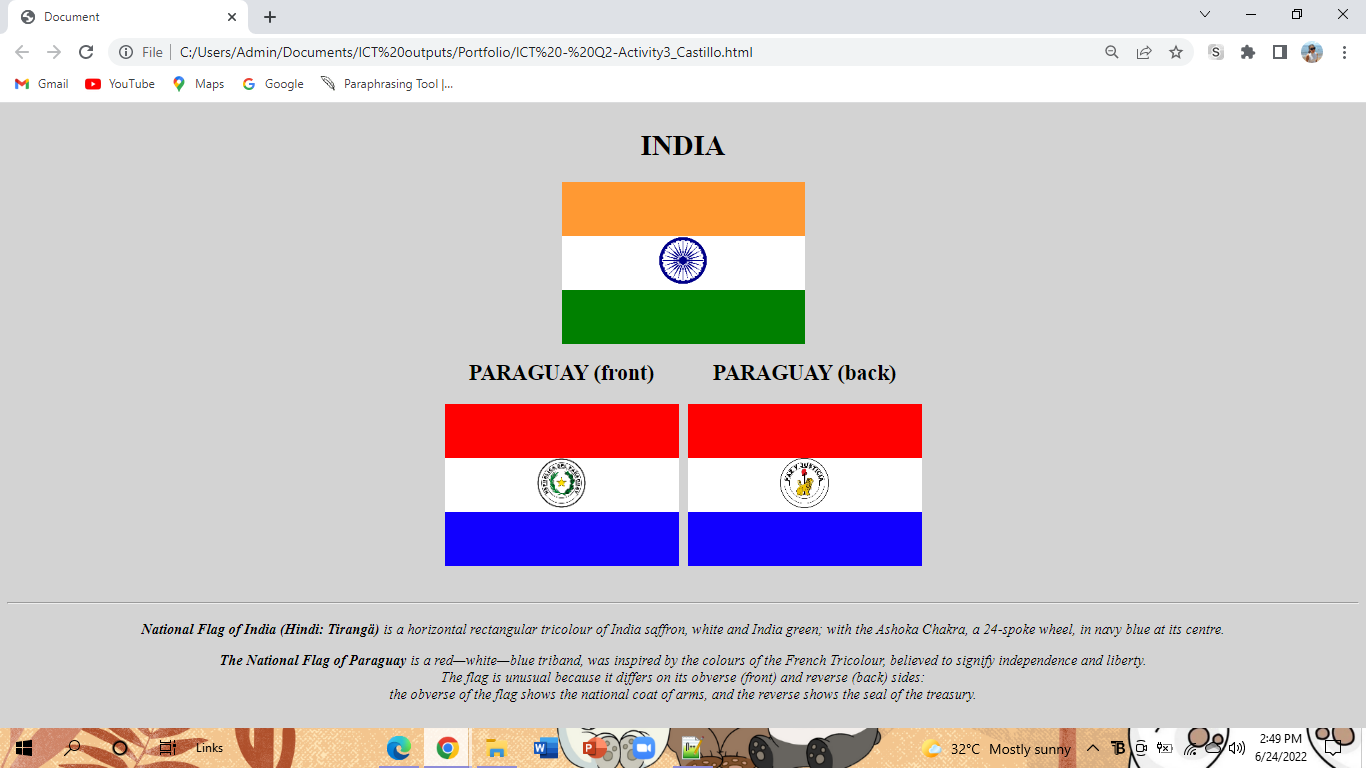 Document
File
C:/Users/Admin/Documents/ICT%20outputs/Portfolio/ICT%20-%20Q2-Activity3_Castillo.html
S
Gmail YouTube Maps Google Paraphrasing Tool |...
INDIA
PARAGUAY (front) PARAGUAY (back)
REPUBLICA DEL PARAGUAY PAZ Y JUSTICIA
National Flag of India (Hindi: Tirangā) is a horizontal rectangular tricolour of India saffron, white and India green; with the Ashoka Chakra, a 24-spoke wheel, in navy blue at its centre.
The National Flag of Paraguay is a red—white—blue triband, was inspired by the colours of the French Tricolour, believed to signify independence and liberty.
The flag is unusual because it differs on its obverse (front) and reverse (back) sides:
the obverse of the flag shows the national coat of arms, and the reverse shows the seal of the treasury.
Links
32°C Mostly sunny
2:49 PM
6/24/2022